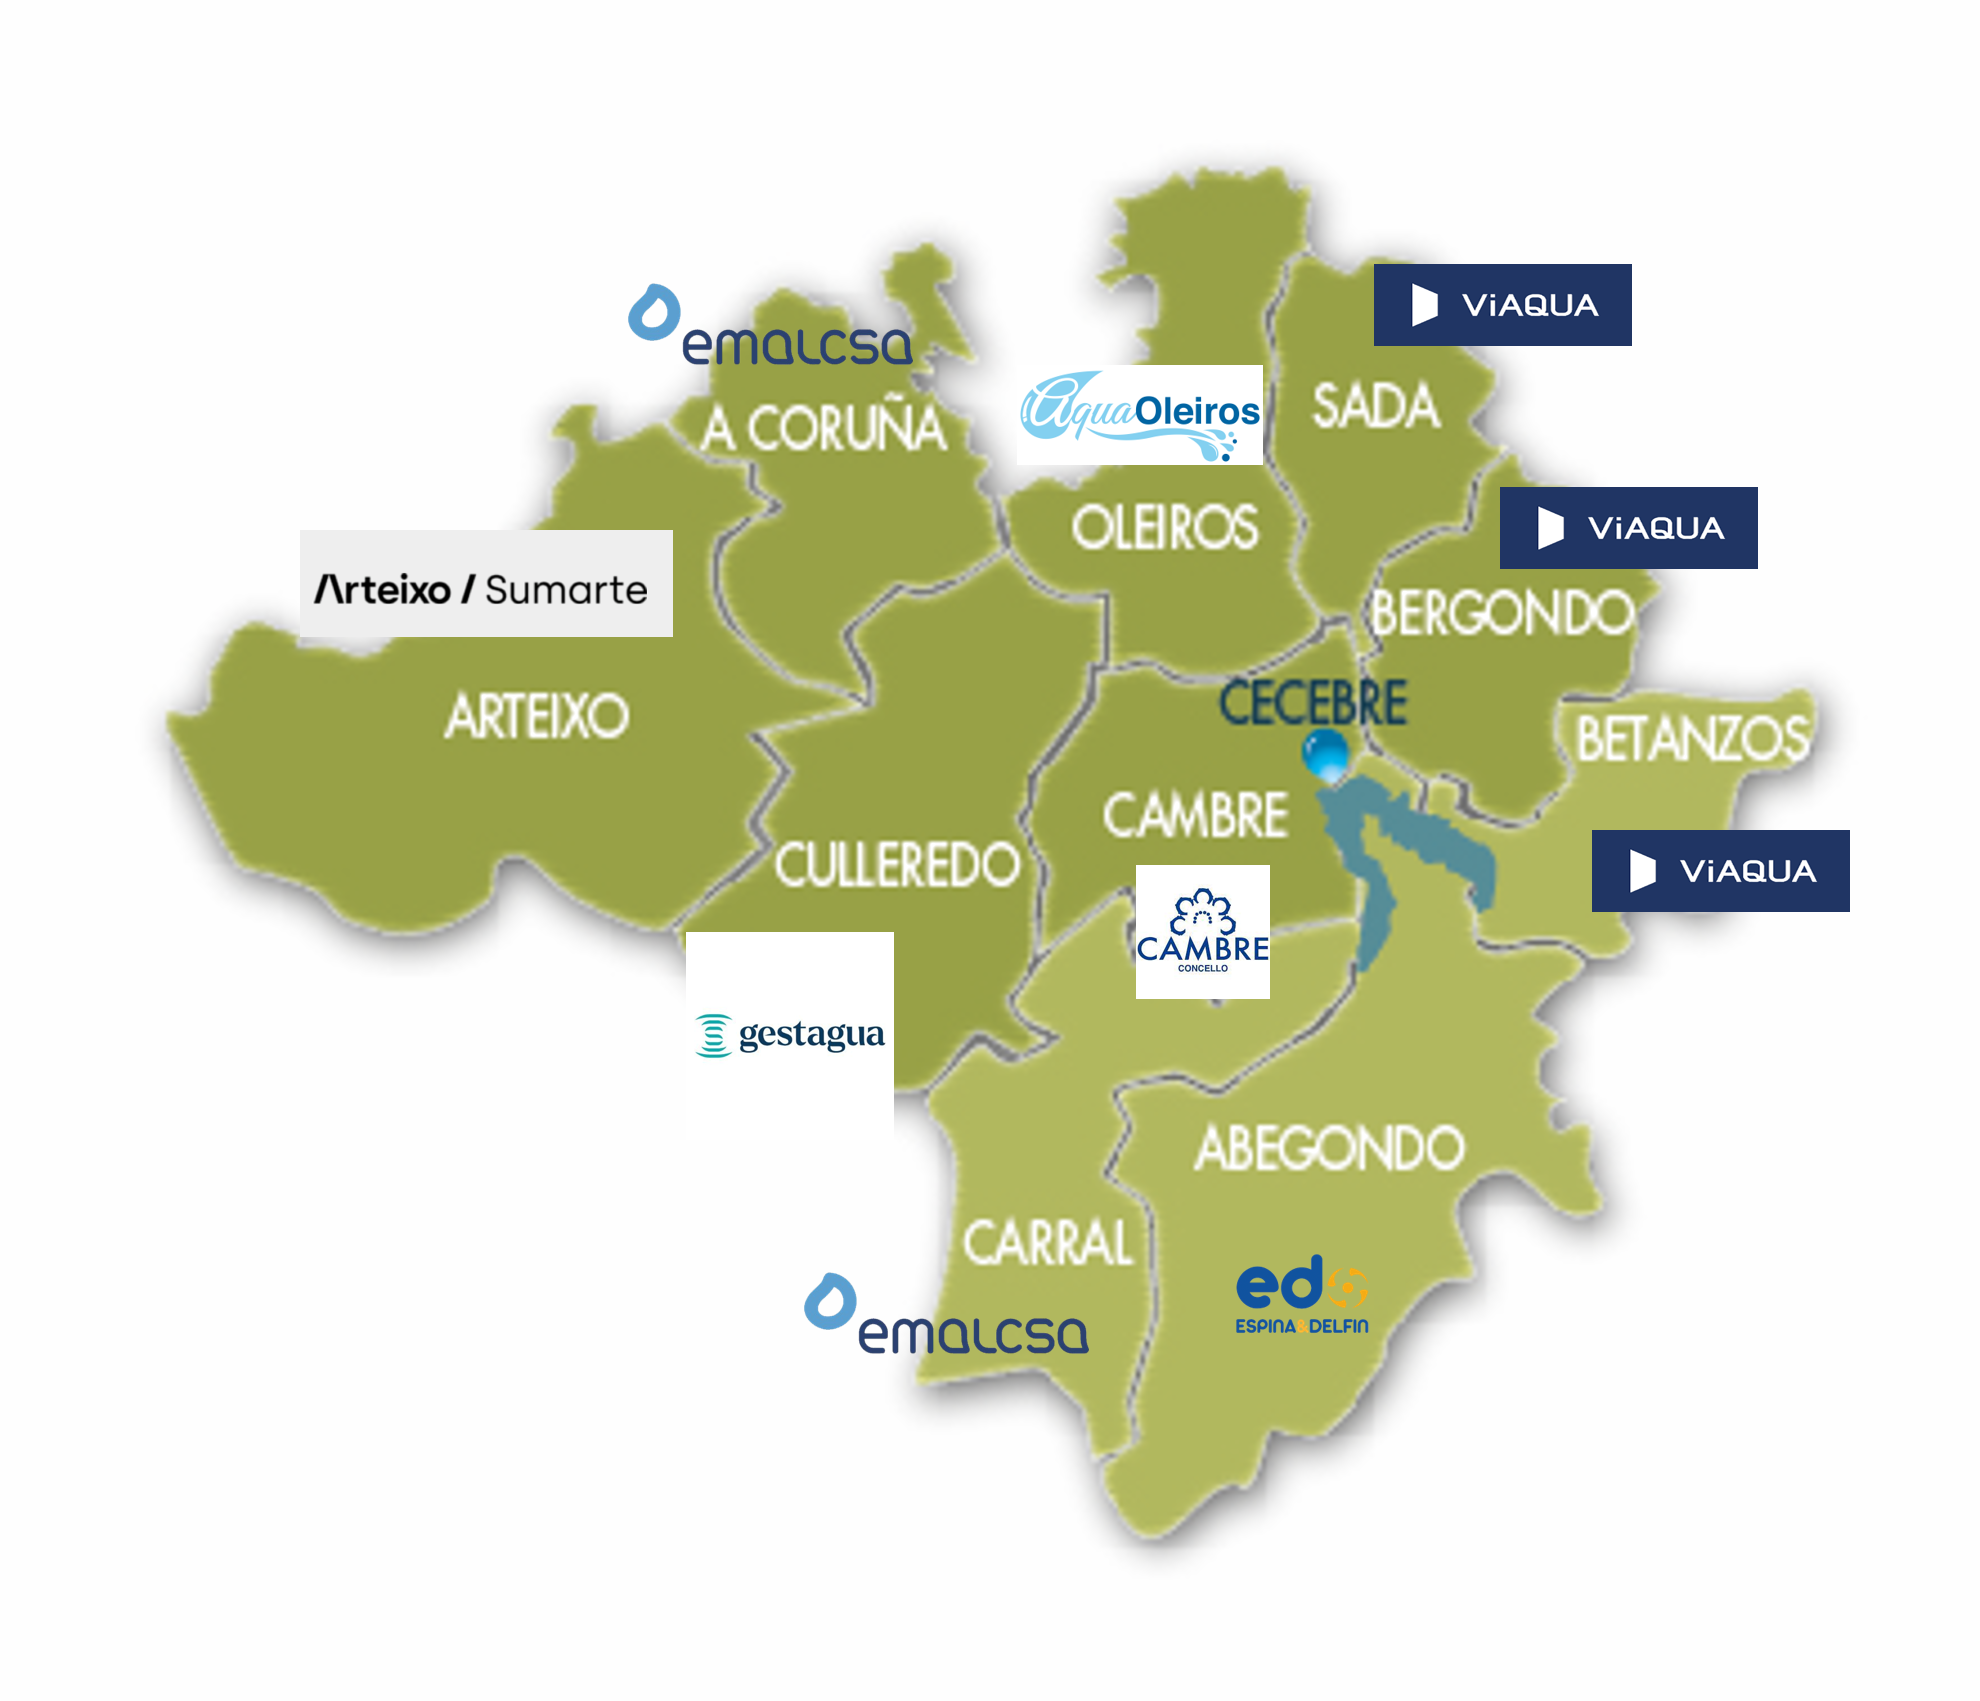 ViAQUA
emalcsa
SADA
aquaOleiros
A CORUÑA
OLEIROS
ViAQUA
Arteixo / Sumarte
BERGONDO
CECEBRE
ARTEIXO
BETANZOS
CAMBRE
CULLEREDO
ViAQUA
CAMBRE
CONCELLO
gestagua
ABEGONDO
CARRAL
ed
ESPINA&DELFIN
emalcsa